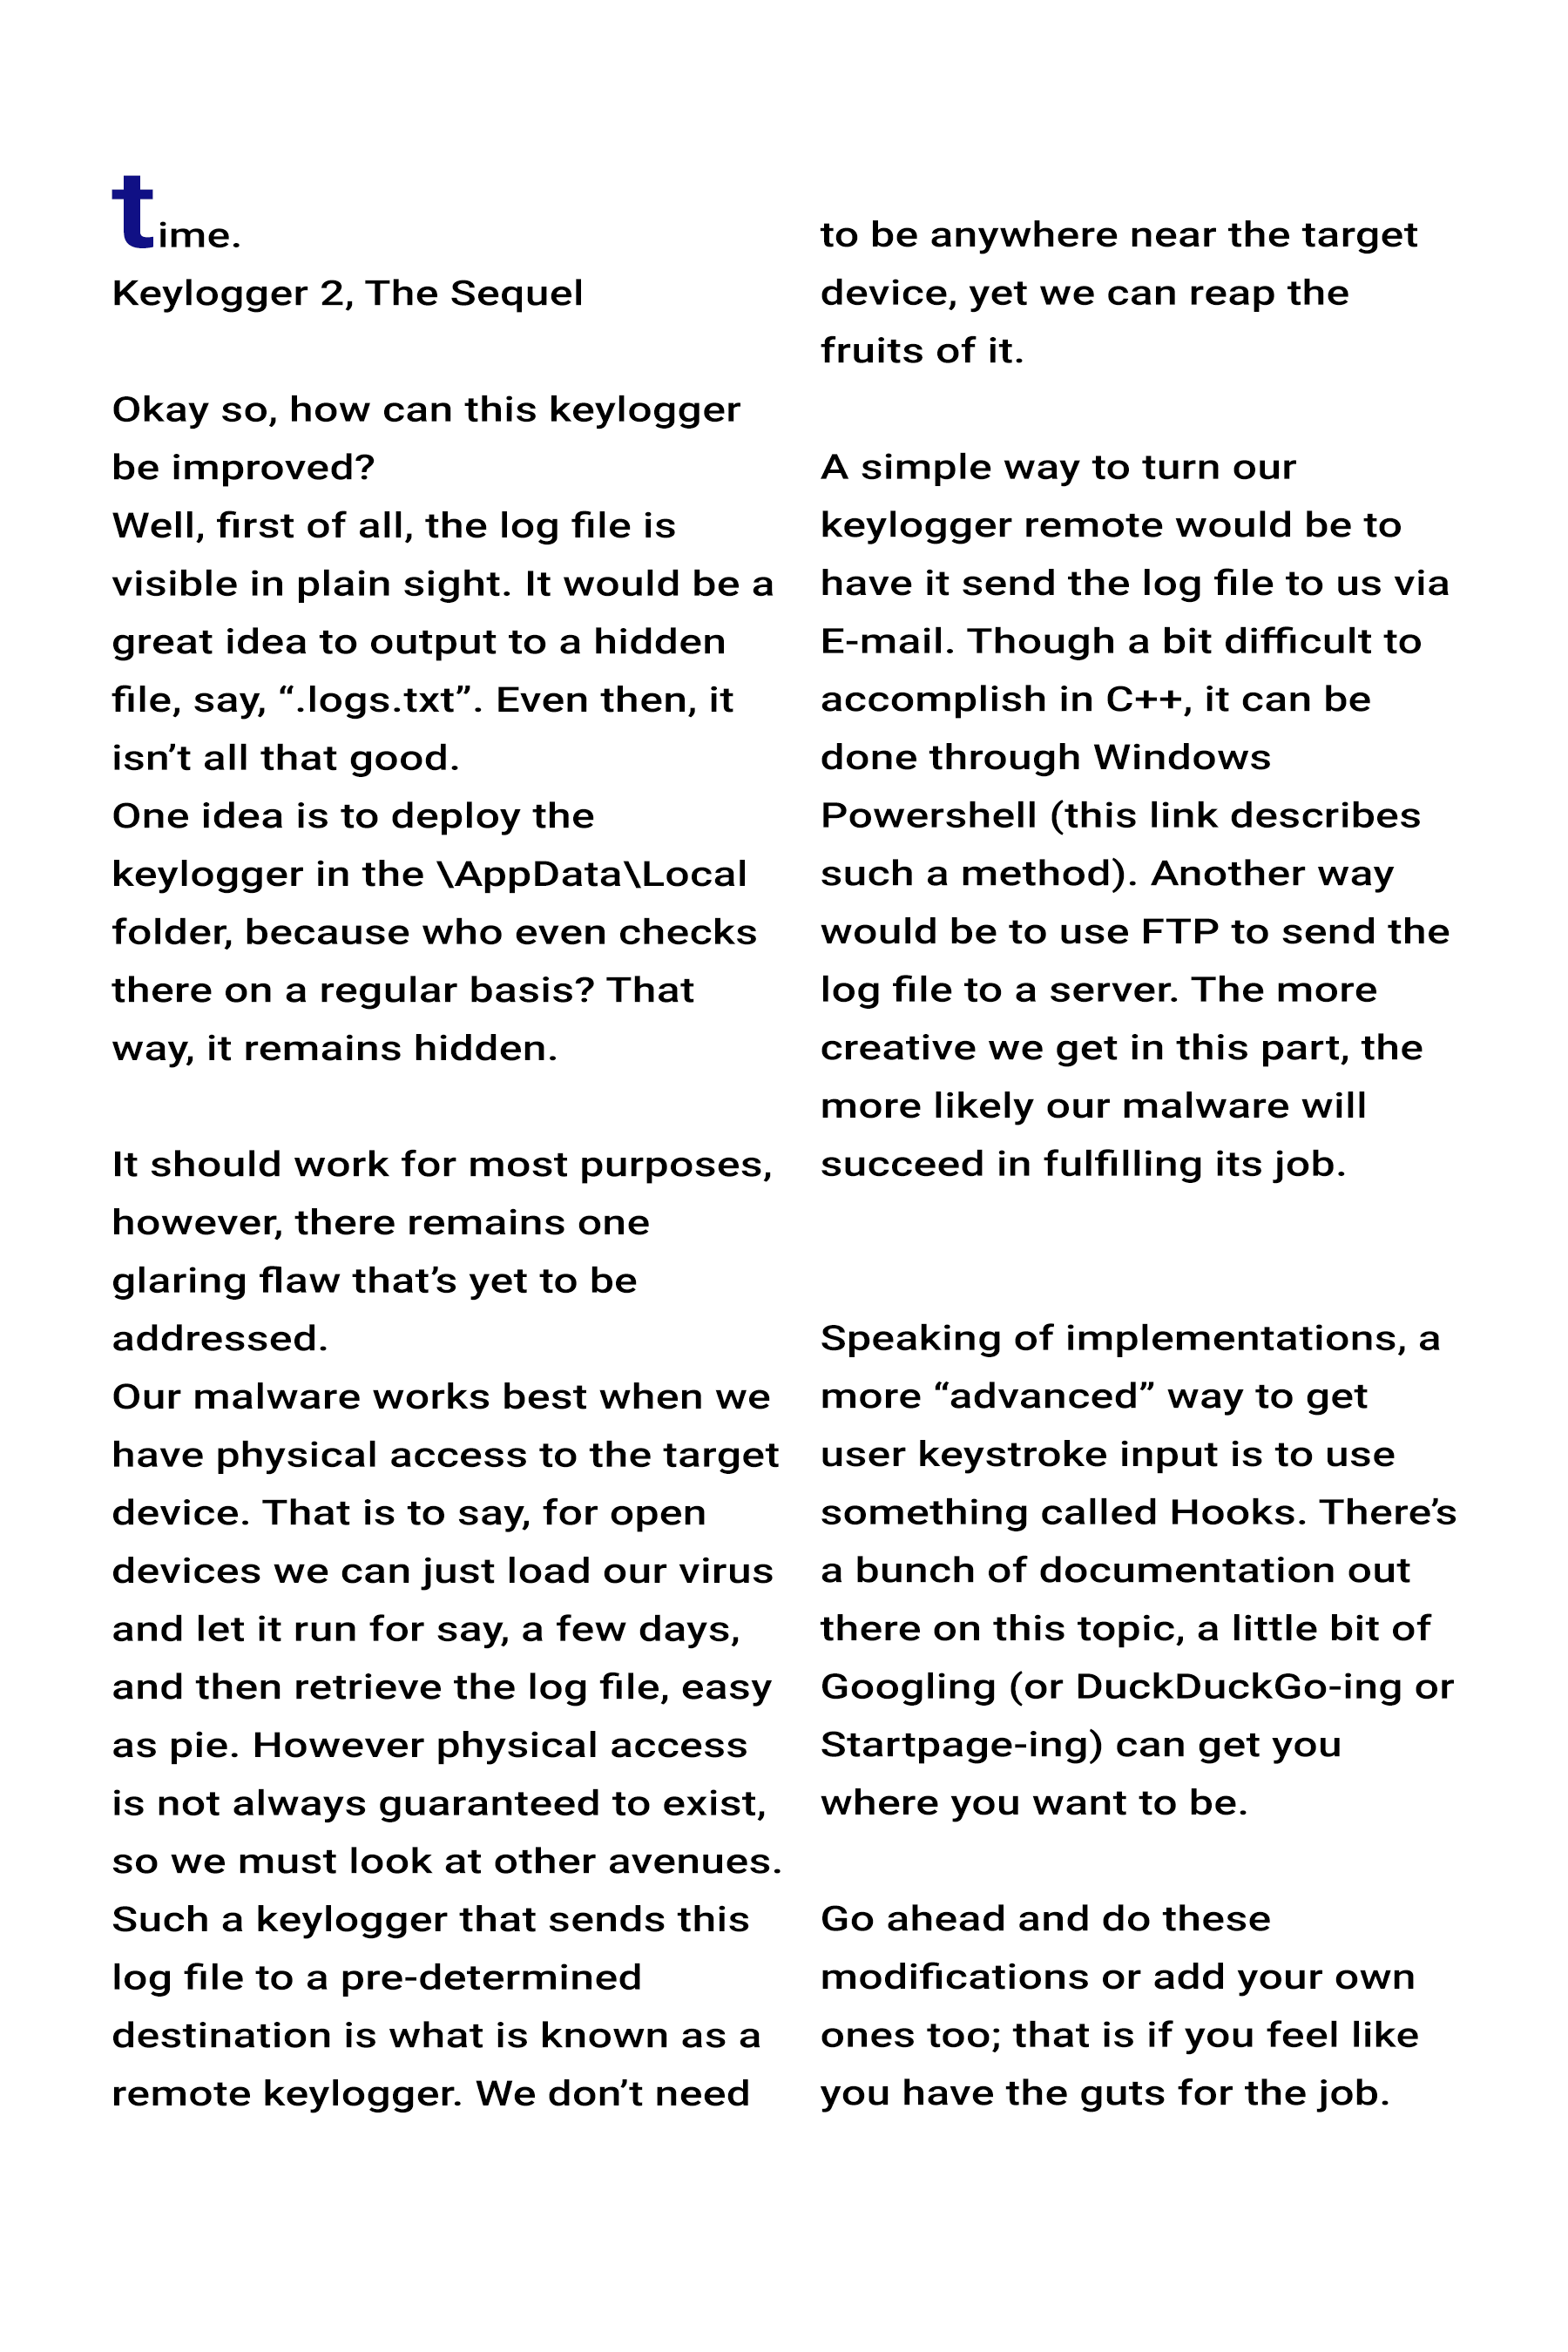 time.
Keylogger 2, The Sequel
Okay so, how can this keylogger
be improved?
Well, first of all, the log file is
visible in plain sight. It would be a
great idea to output to a hidden
file, say, “.logs.txt”. Even then, it
isn’t all that good.
One idea is to deploy the
keylogger in the \AppData\Local
folder, because who even checks
there on a regular basis? That
way, it remains hidden.
It should work for most purposes,
however, there remains one
glaring flaw that’s yet to be
addressed.
Our malware works best when we
have physical access to the target
device. That is to say, for open
devices we can just load our virus
and let it run for say, a few days,
and then retrieve the log file, easy
as pie. However physical access
is not always guaranteed to exist,
so we must look at other avenues.
Such a keylogger that sends this
log file to a pre-determined
destination is what is known as a
remote keylogger. We don’t need
to be anywhere near the target
device, yet we can reap the
fruits of it.
A simple way to turn our
keylogger remote would be to
have it send the log file to us via
E-mail. Though a bit difficult to
accomplish in C++, it can be
done through Windows
Powershell (this link describes
such a method). Another way
would be to use FTP to send the
log file to a server. The more
creative we get in this part, the
more likely our malware will
succeed in fulfilling its job.
Speaking of implementations, a
more “advanced” way to get
user keystroke input is to use
something called Hooks. There’s
a bunch of documentation out
there on this topic, a little bit of
Googling (or DuckDuckGo-ing or
Startpage-ing) can get you
where you want to be.
Go ahead and do these
modifications or add your own
ones too; that is if you feel like
you have the guts for the job.